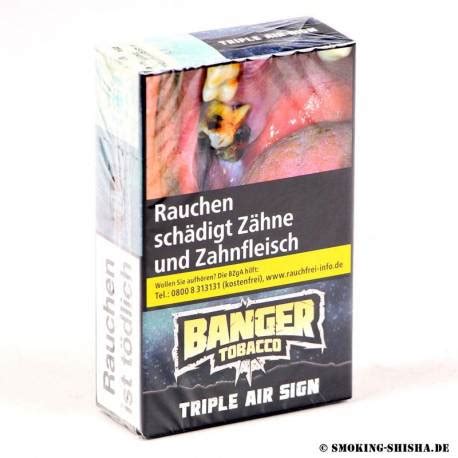 TRIPLE AIR SIGN
Rauchen
schädigt Zähne
und Zahnfleisch
Wollen Sie aufhören? Die BZgA hilft:
Tel.: 0800 8 313131 (kostenfrei), www.rauchfrei-info.de
Rauchen
ist tödlich
BANGER
TOBACCO
TRIPLE AIR SIGN
© SMOKING-SHISHA.DE